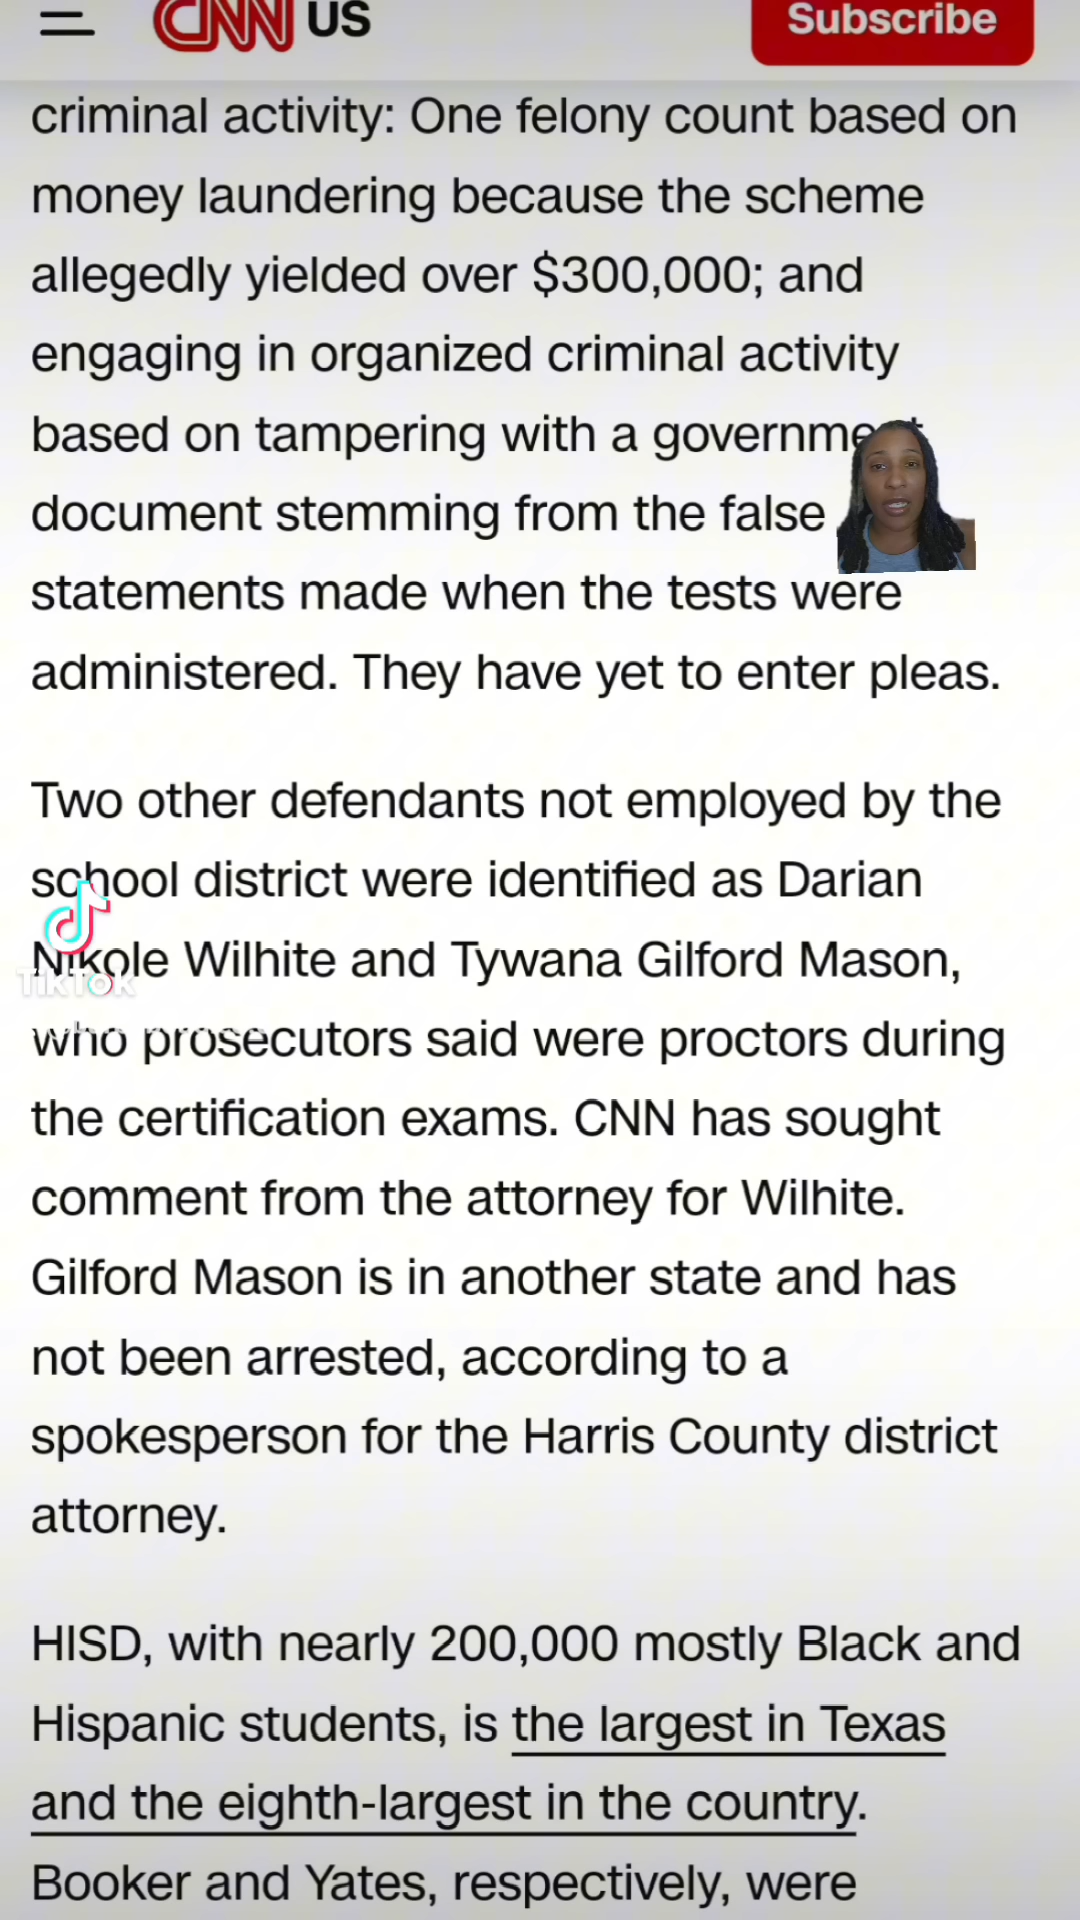 CNN US
Subscribe
criminal activity: One felony count based on
money laundering because the scheme
allegedly yielded over $300,000; and
engaging in organized criminal activity
based on tampering with a government
document stemming from the false
statements made when the tests were
administered. They have yet to enter pleas.
Two other defendants not employed by the
school district were identified as Darian
Nikole Wilhite and Tywana Gilford Mason,
who prosecutors said were proctors during
the certification exams. CNN has sought
comment from the attorney for Wilhite.
Gilford Mason is in another state and has
not been arrested, according to a
spokesperson for the Harris County district
attorney.
HISD, with nearly 200,000 mostly Black and
Hispanic students, is the largest in Texas
and the eighth-largest in the country.
Booker and Yates, respectively, were
TikTok